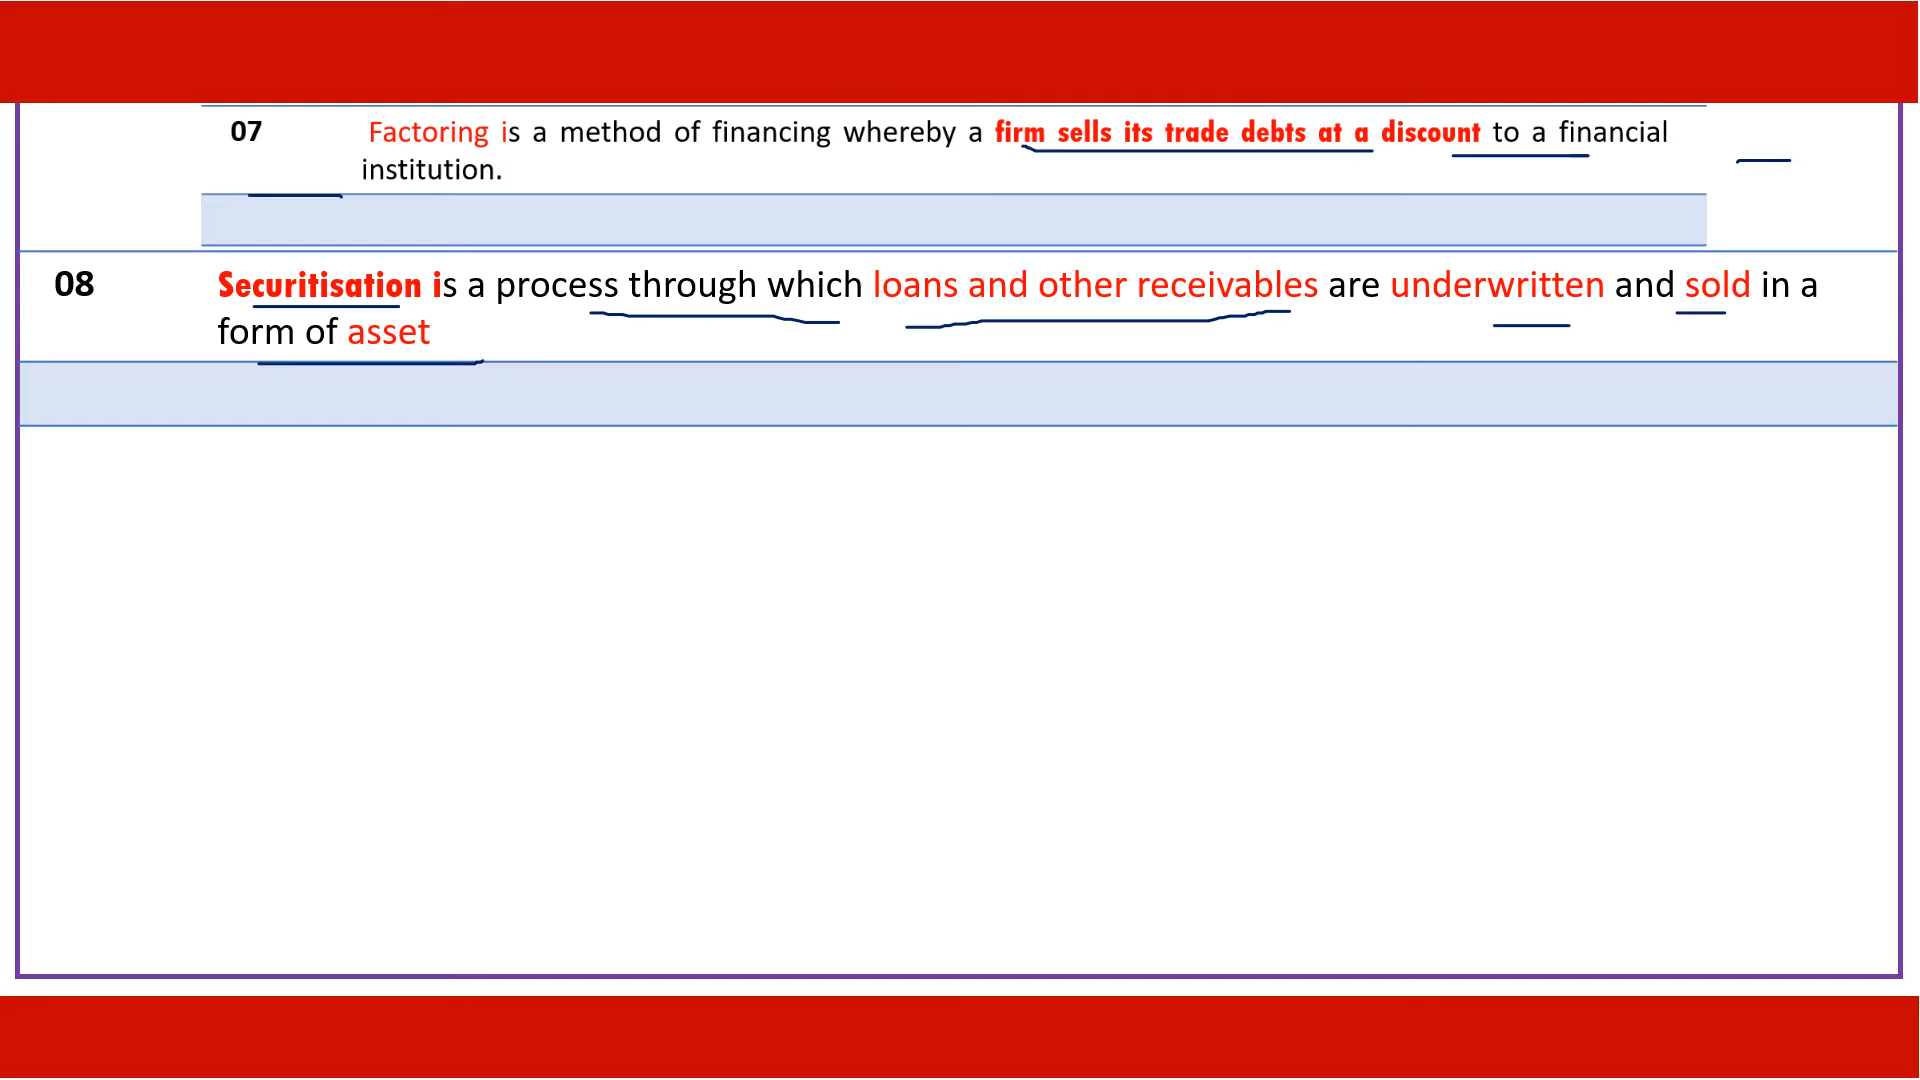 07 Factoring is a method of financing whereby a firm sells its trade debts at a discount to a financial
institution.
08 Securitisation is a process through which loans and other receivables are underwritten and sold in a
form of asset